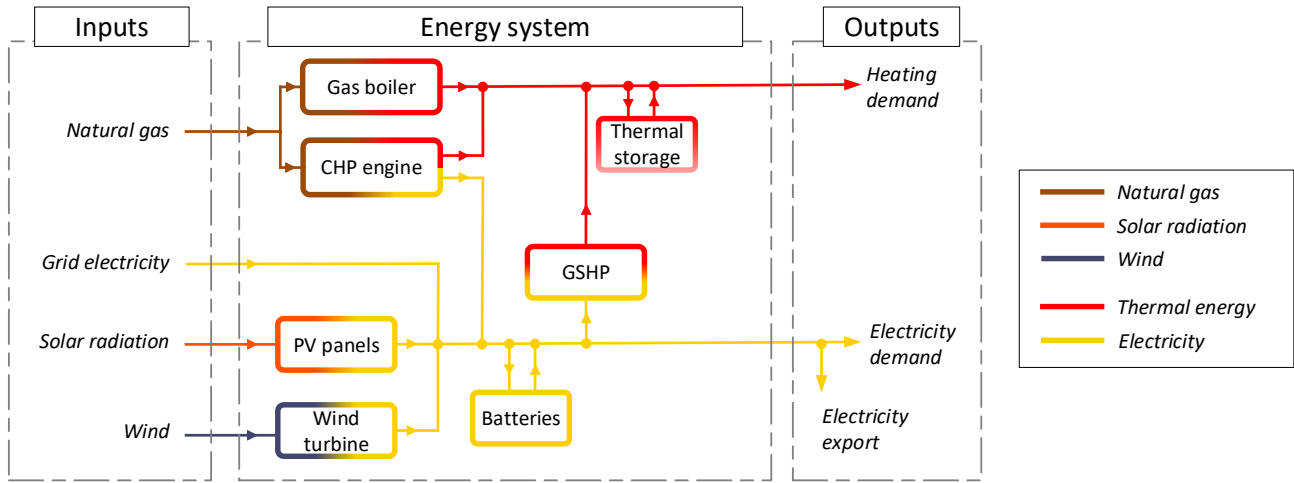 Inputs
Energy system
Outputs
Gas boiler
Heating
demand
Natural gas
CHP engine
Thermal
storage
Grid electricity
GSHP
Solar radiation
PV panels
Electricity
demand
Wind
Wind
turbine
Batteries
Electricity
export
Natural gas
Solar radiation
Wind
Thermal energy
Electricity